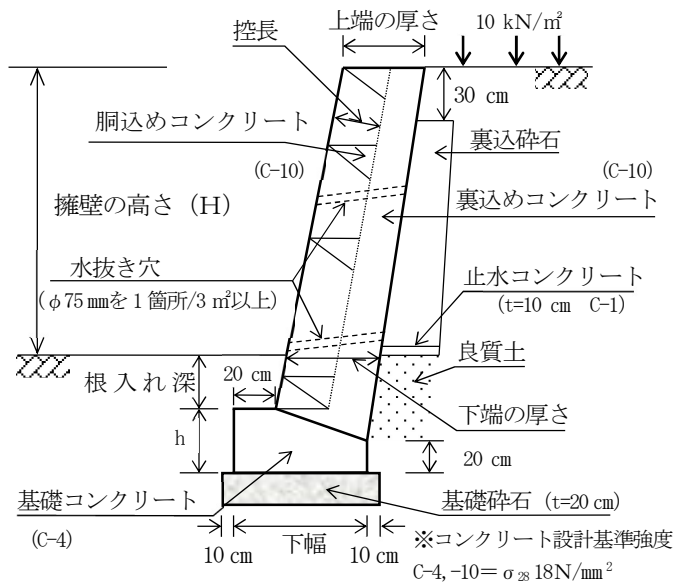 上端の厚さ
10 kN/㎡
控長
30 cm
胴込めコンクリート
裏込砕石
(C-10)
(C-10)
擁壁の高さ（H）
裏込めコンクリート
水抜き穴
(φ75 mmを 1 箇所/3 ㎡以上)
止水コンクリート
(t=10 cm C-1)
良質土
根入れ深
20 cm
下端の厚さ
h
20 cm
基礎コンクリート
(C-4)
基礎砕石 (t=20 cm)
10 cm
下幅
10 cm
※コンクリート設計基準強度
C-4,-10= σ28 18N/mm²